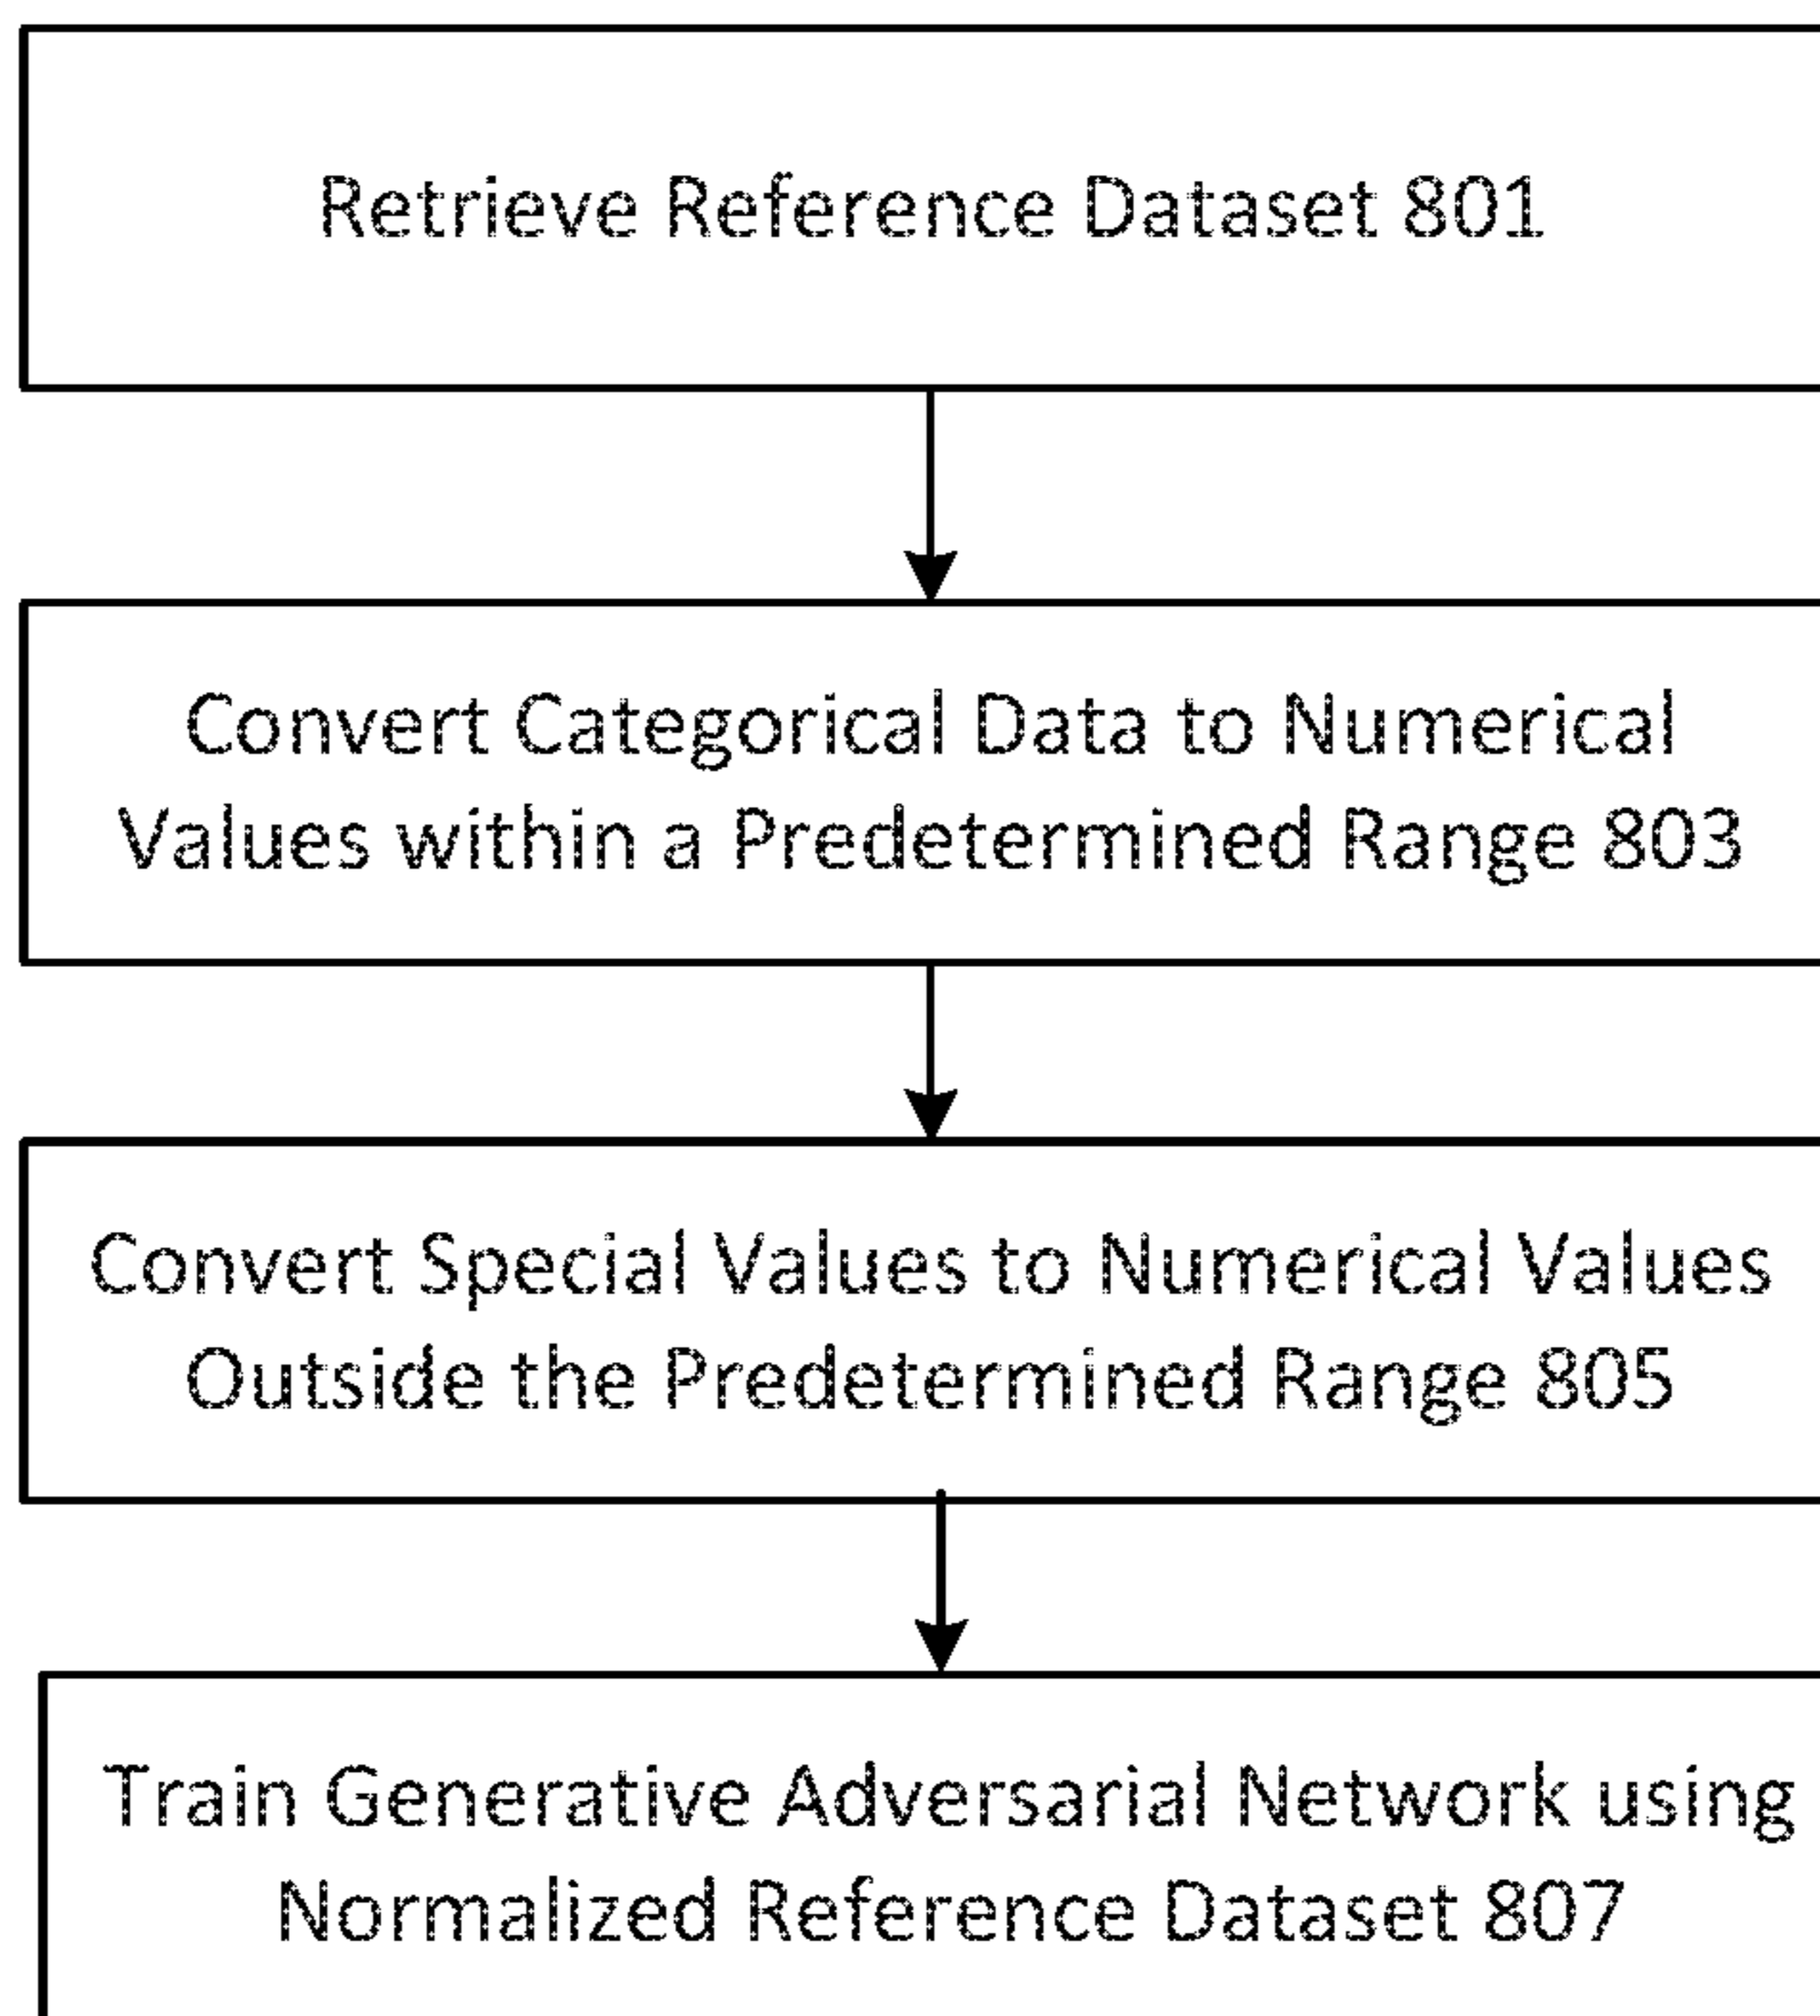 Retrieve Reference Dataset 801
Convert Categorical Data to Numerical
Values within a Predetermined Range 803
Convert Special Values to Numerical Values
Outside the Predetermined Range 805
Train Generative Adversarial Network using
Normalized Reference Dataset 807